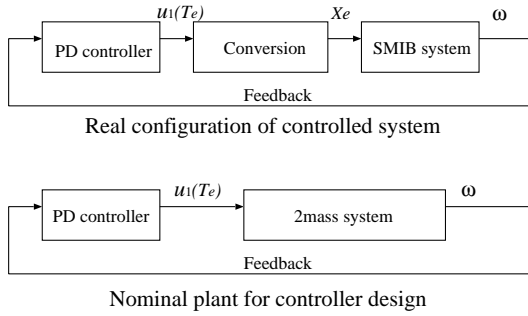 u1(Te)
Xe
ω
PD controller
Conversion
SMIB system
Feedback
Real configuration of controlled system
u1(Te)
ω
PD controller
2mass system
Feedback
Nominal plant for controller design